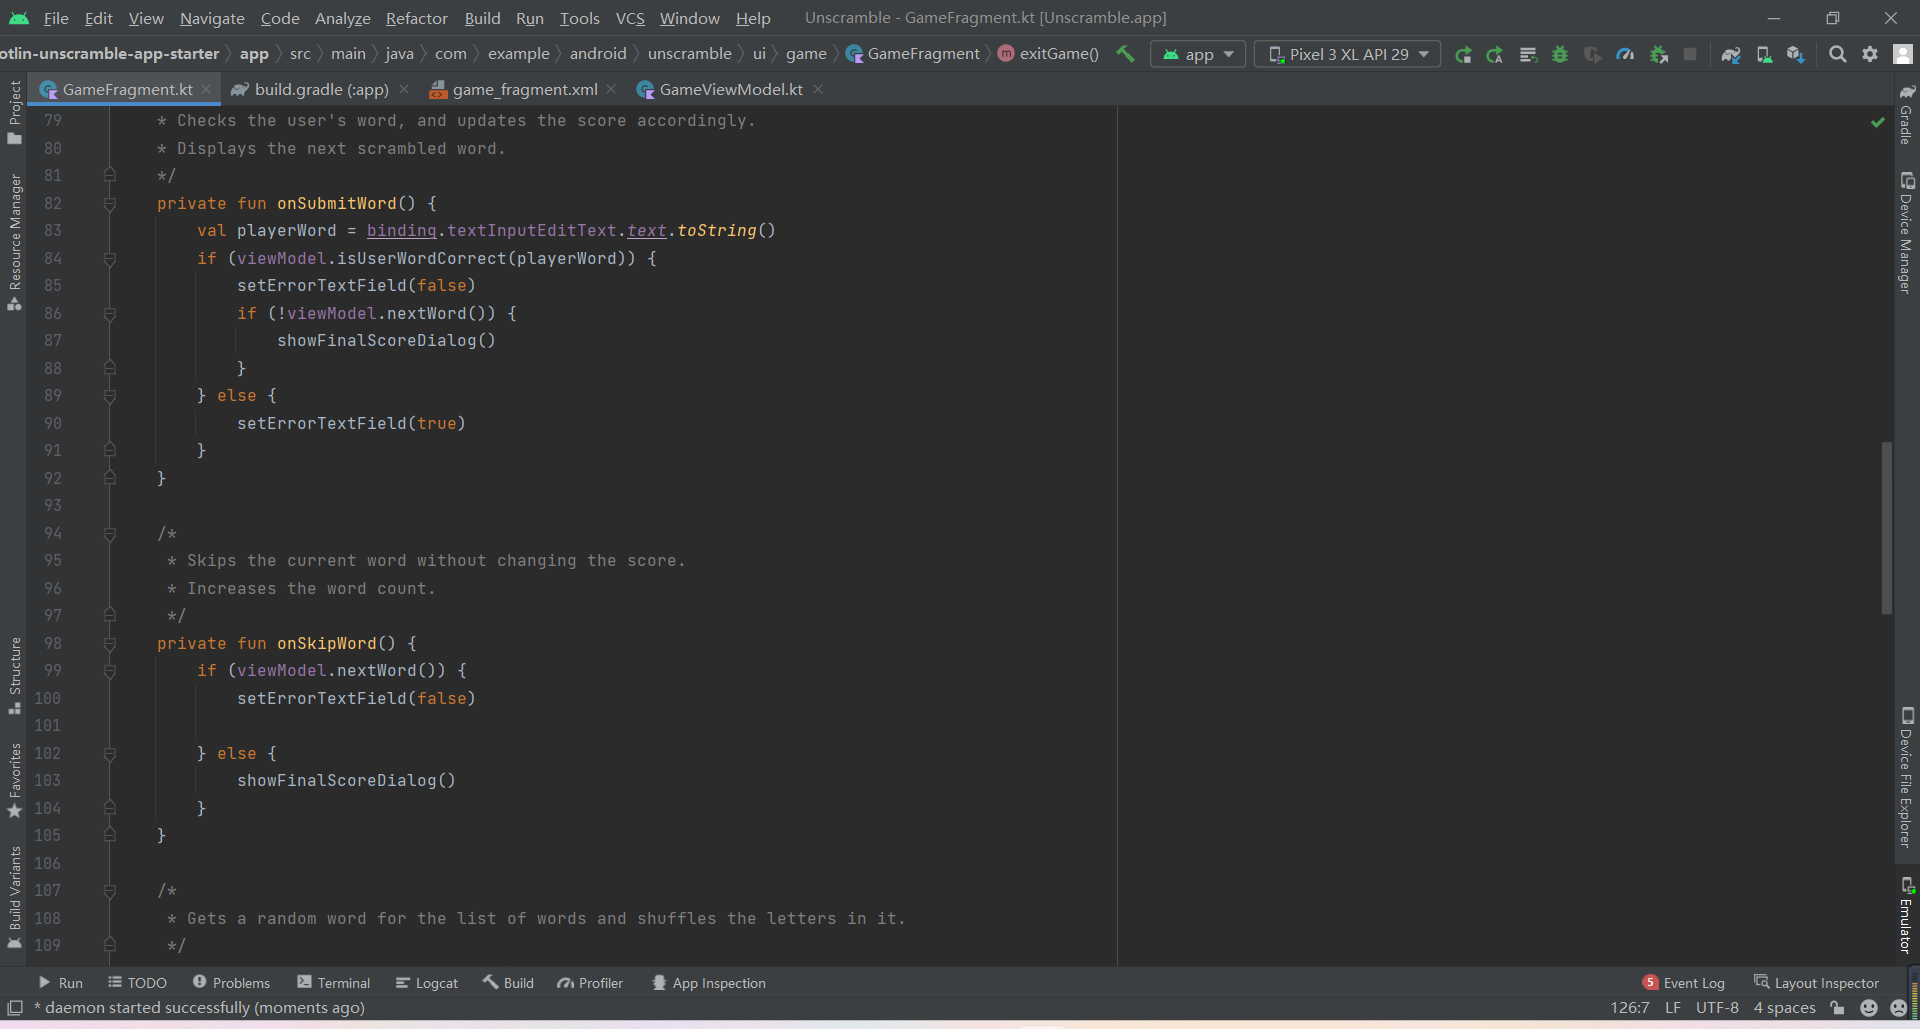 File Edit View Navigate Code Analyze Refactor Build Run Tools VCS Window Help Unscramble - GameFragment.kt [Unscramble.app]
otlin-unscramble-app-starter app src main java com example android unscramble ui game GameFragment m exitGame() app Pixel 3 XL API 29
GameFragment.kt build.gradle (:app) game_fragment.xml GameViewModel.kt
Project
Resource Manager
Structure
Favorites
Build Variants
79 * Checks the user's word, and updates the score accordingly.
80 * Displays the next scrambled word.
81 */
82 private fun onSubmitWord() {
83 val playerWord = binding.textInputEditText.text.toString()
84 if (viewModel.isUserWordCorrect(playerWord)) {
85 setErrorTextField(false)
86 if (!viewModel.nextWord()) {
87 showFinalScoreDialog()
88 }
89 } else {
90 setErrorTextField(true)
91 }
92 }
93
94 /*
95 * Skips the current word without changing the score.
96 * Increases the word count.
97 */
98 private fun onSkipWord() {
99 if (viewModel.nextWord()) {
100 setErrorTextField(false)
101
102 } else {
103 showFinalScoreDialog()
104 }
105 }
106
107 /*
108 * Gets a random word for the list of words and shuffles the letters in it.
109 */
Gradle
Device Manager
Device File Explorer
Emulator
Run TODO Problems Terminal Logcat Build Profiler App Inspection 5 Event Log Layout Inspector
* daemon started successfully (moments ago) 126:7 LF UTF-8 4 spaces